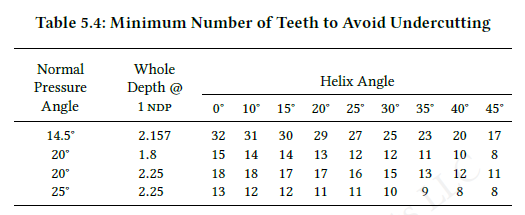 Table 5.4: Minimum Number of Teeth to Avoid Undercutting
Normal Pressure Angle Whole Depth @ 1 NDP Helix Angle
0° 10° 15° 20° 25° 30° 35° 40° 45°
14.5° 2.157 32 31 30 29 27 25 23 20 17
20° 1.8 15 14 14 13 12 12 11 10 8
20° 2.25 18 18 17 17 16 15 13 12 11
25° 2.25 13 12 12 11 11 10 9 8 8